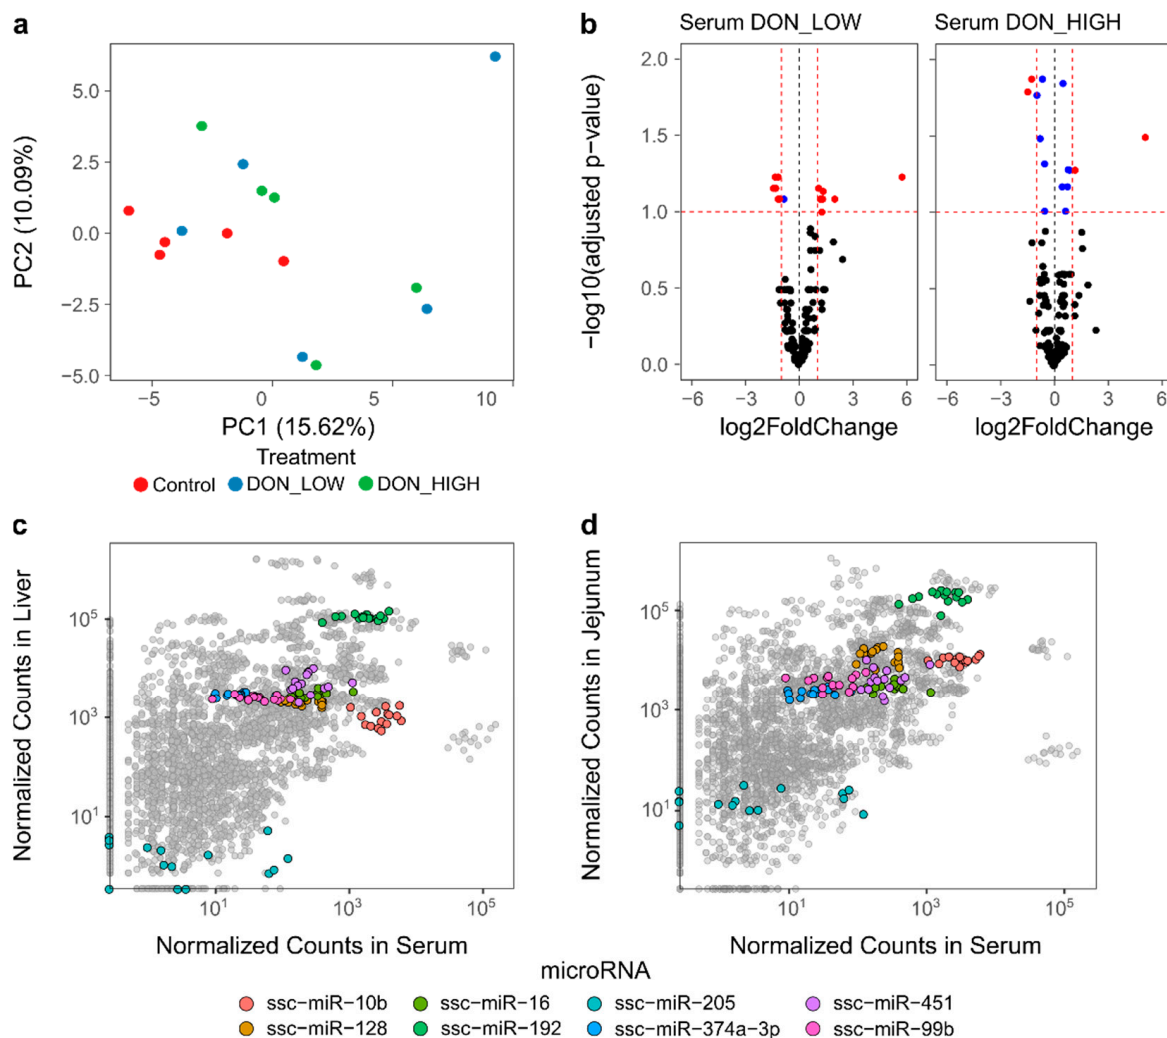 a
b
Serum DON_LOW
Serum DON_HIGH
PC2 (10.09%)
5.0
2.5
0.0
−2.5
−5.0
−5
0
5
10
PC1 (15.62%)
Treatment
Control DON_LOW DON_HIGH
−log10(adjusted p−value)
2.0
1.5
1.0
0.5
0.0
−6 −3 0 3 6
−6 −3 0 3 6
log2FoldChange
log2FoldChange
c
d
Normalized Counts in Liver
10^5
10^3
10^1
10^1 10^3 10^5
Normalized Counts in Serum
Normalized Counts in Jejunum
10^5
10^3
10^1
10^1 10^3 10^5
Normalized Counts in Serum
microRNA
ssc−miR−10b ssc−miR−16 ssc−miR−205 ssc−miR−451
ssc−miR−128 ssc−miR−192 ssc−miR−374a−3p ssc−miR−99b